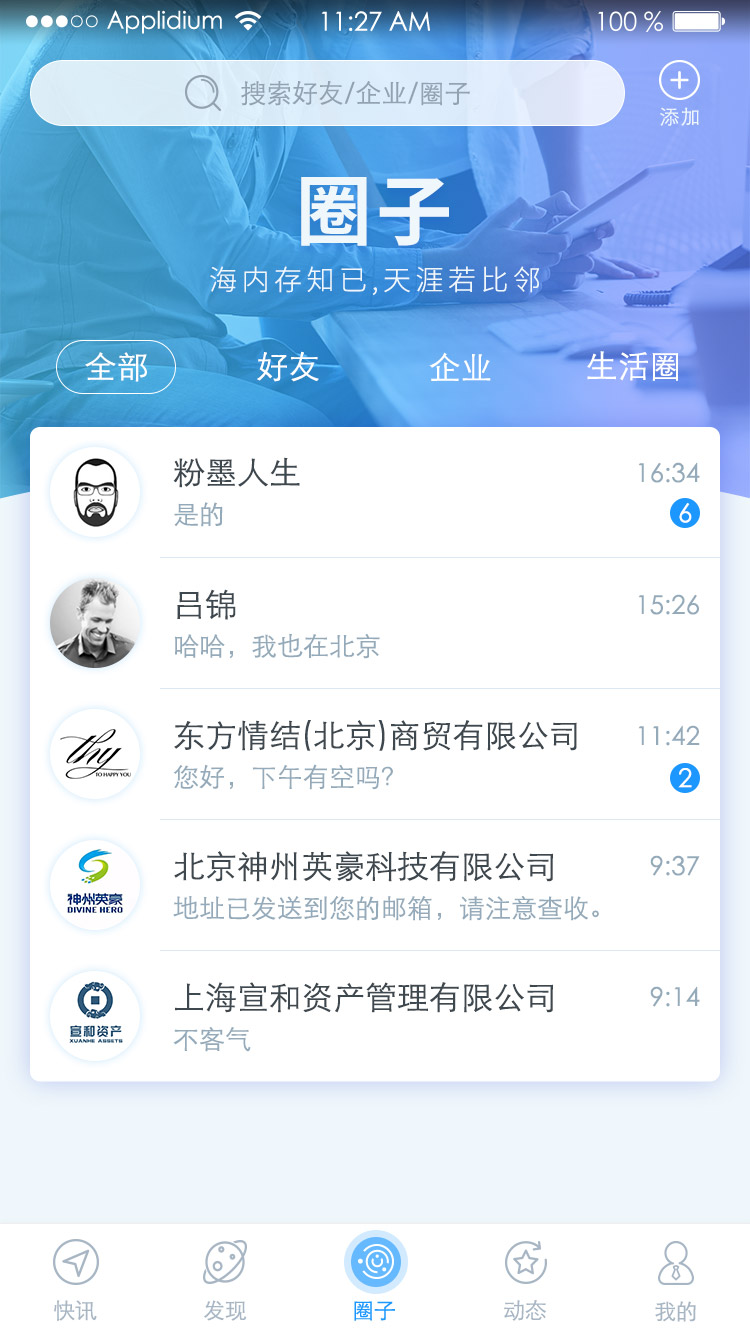 Applidium 11:27 AM 100 %
搜索好友/企业/圈子
添加
圈子
海内存知己,天涯若比邻
全部 好友 企业 生活圈
粉墨人生 16:34
是的 6
吕锦 15:26
哈哈，我也在北京
thy
TO HAPPY YOU
东方情结(北京)商贸有限公司 11:42
您好，下午有空吗? 2
神州英豪
DIVINE HERO
北京神州英豪科技有限公司 9:37
地址已发送到您的邮箱，请注意查收。
宣和资产
XUANHE ASSETS
上海宣和资产管理有限公司 9:14
不客气
快讯 发现 圈子 动态 我的